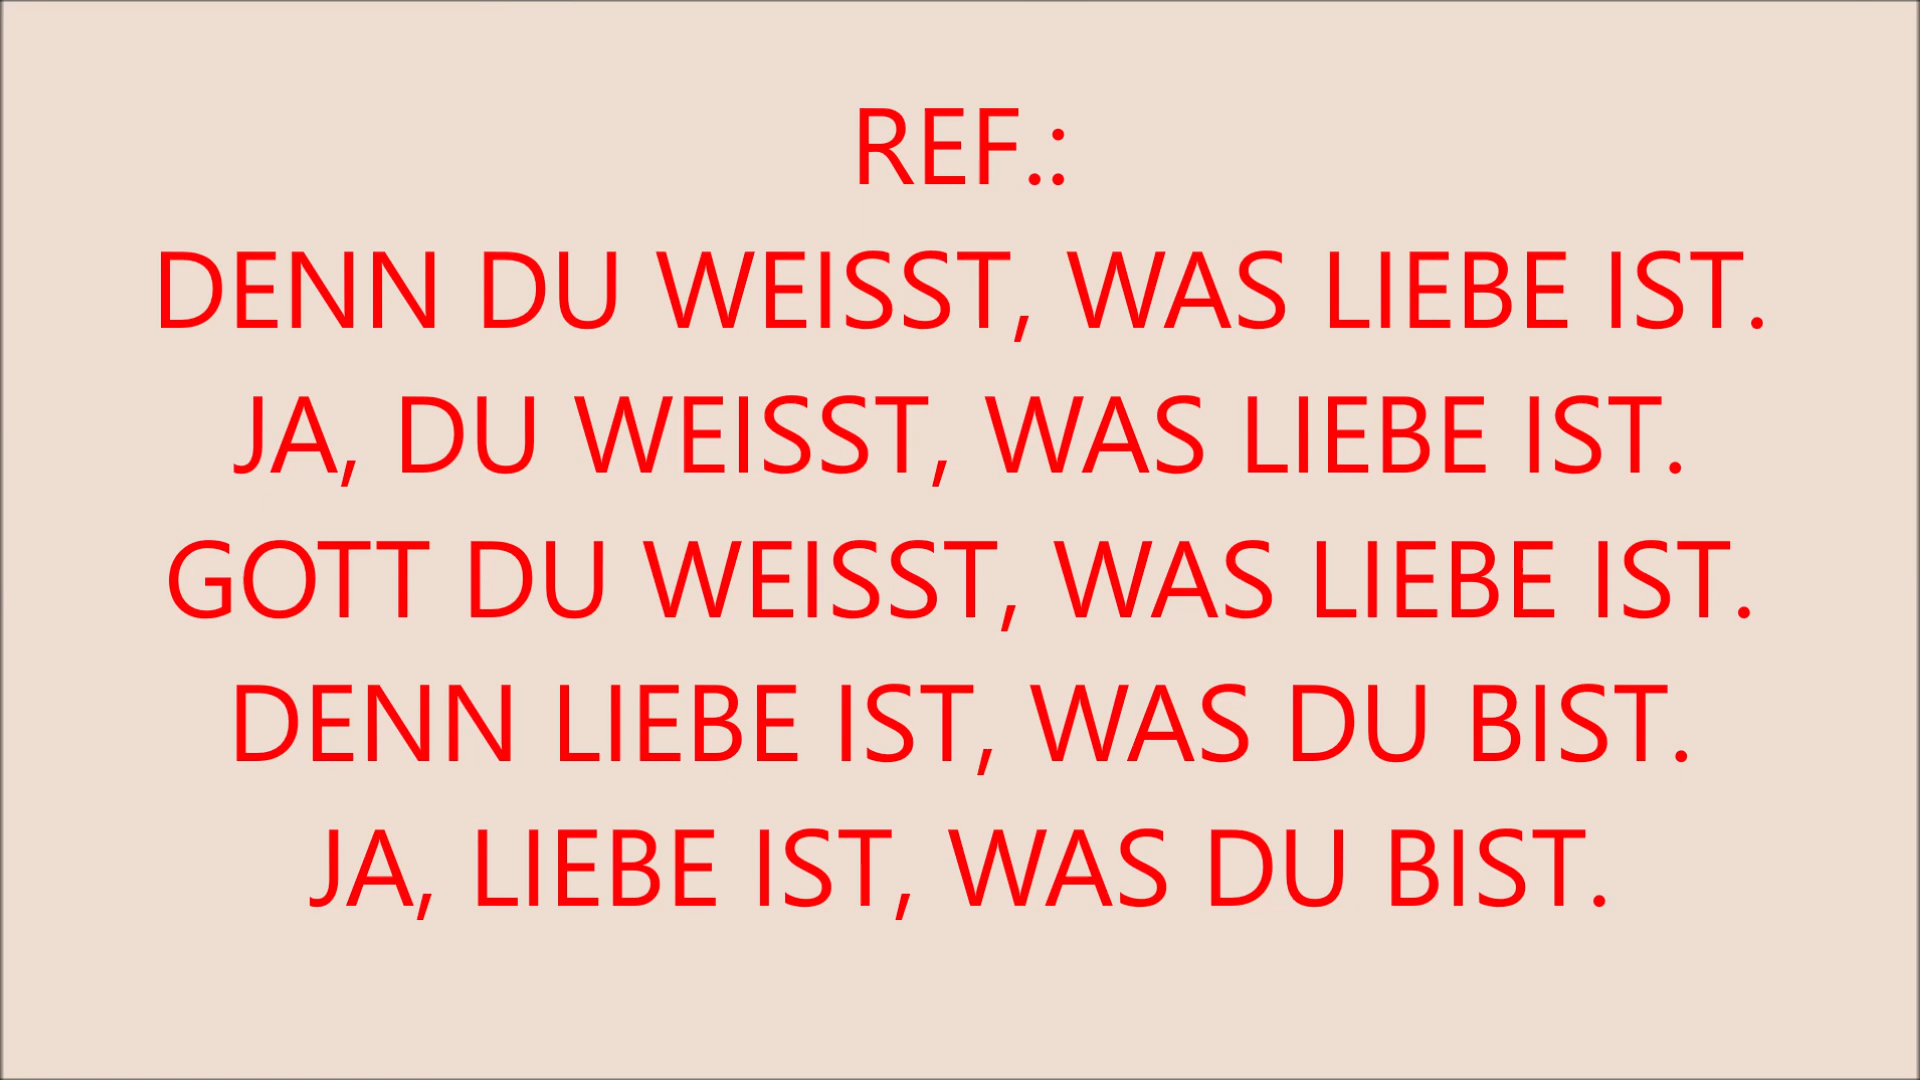 REF.:
DENN DU WEISST, WAS LIEBE IST.
JA, DU WEISST, WAS LIEBE IST.
GOTT DU WEISST, WAS LIEBE IST.
DENN LIEBE IST, WAS DU BIST.
JA, LIEBE IST, WAS DU BIST.